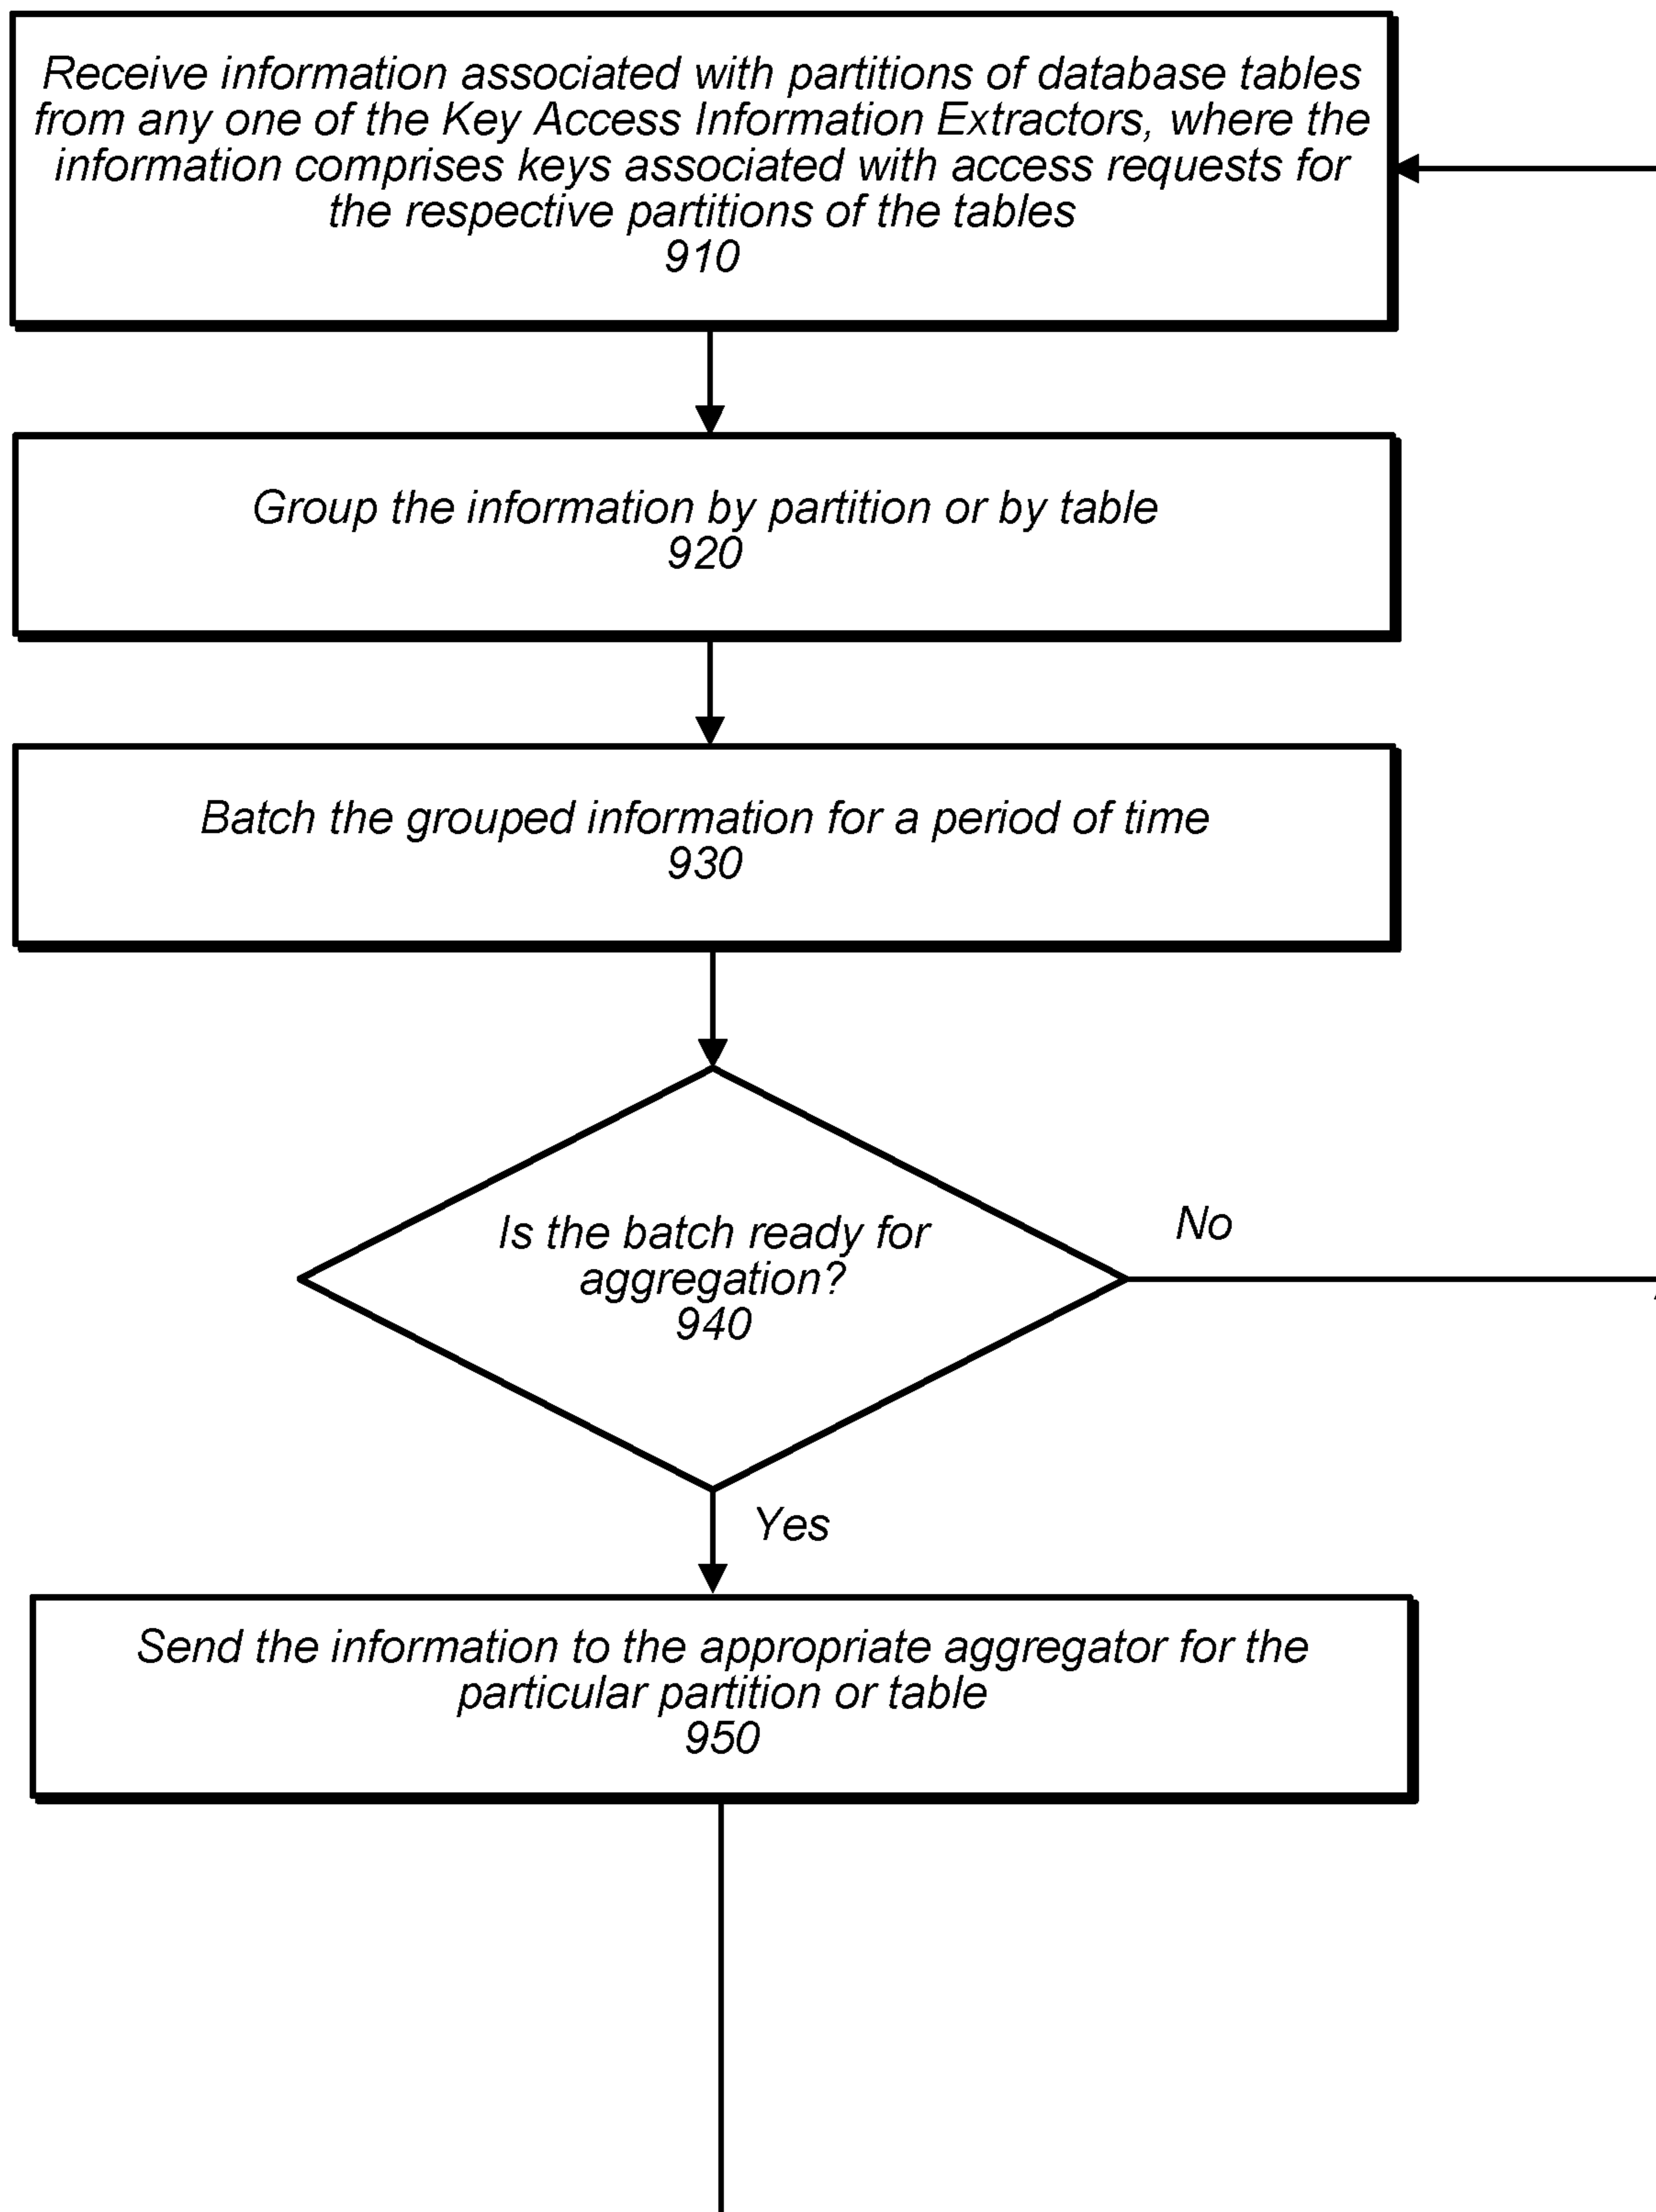 Receive information associated with partitions of database tables
from any one of the Key Access Information Extractors, where the
information comprises keys associated with access requests for
the respective partitions of the tables
910
Group the information by partition or by table
920
Batch the grouped information for a period of time
930
Is the batch ready for
aggregation?
940
No
Yes
Send the information to the appropriate aggregator for the
particular partition or table
950